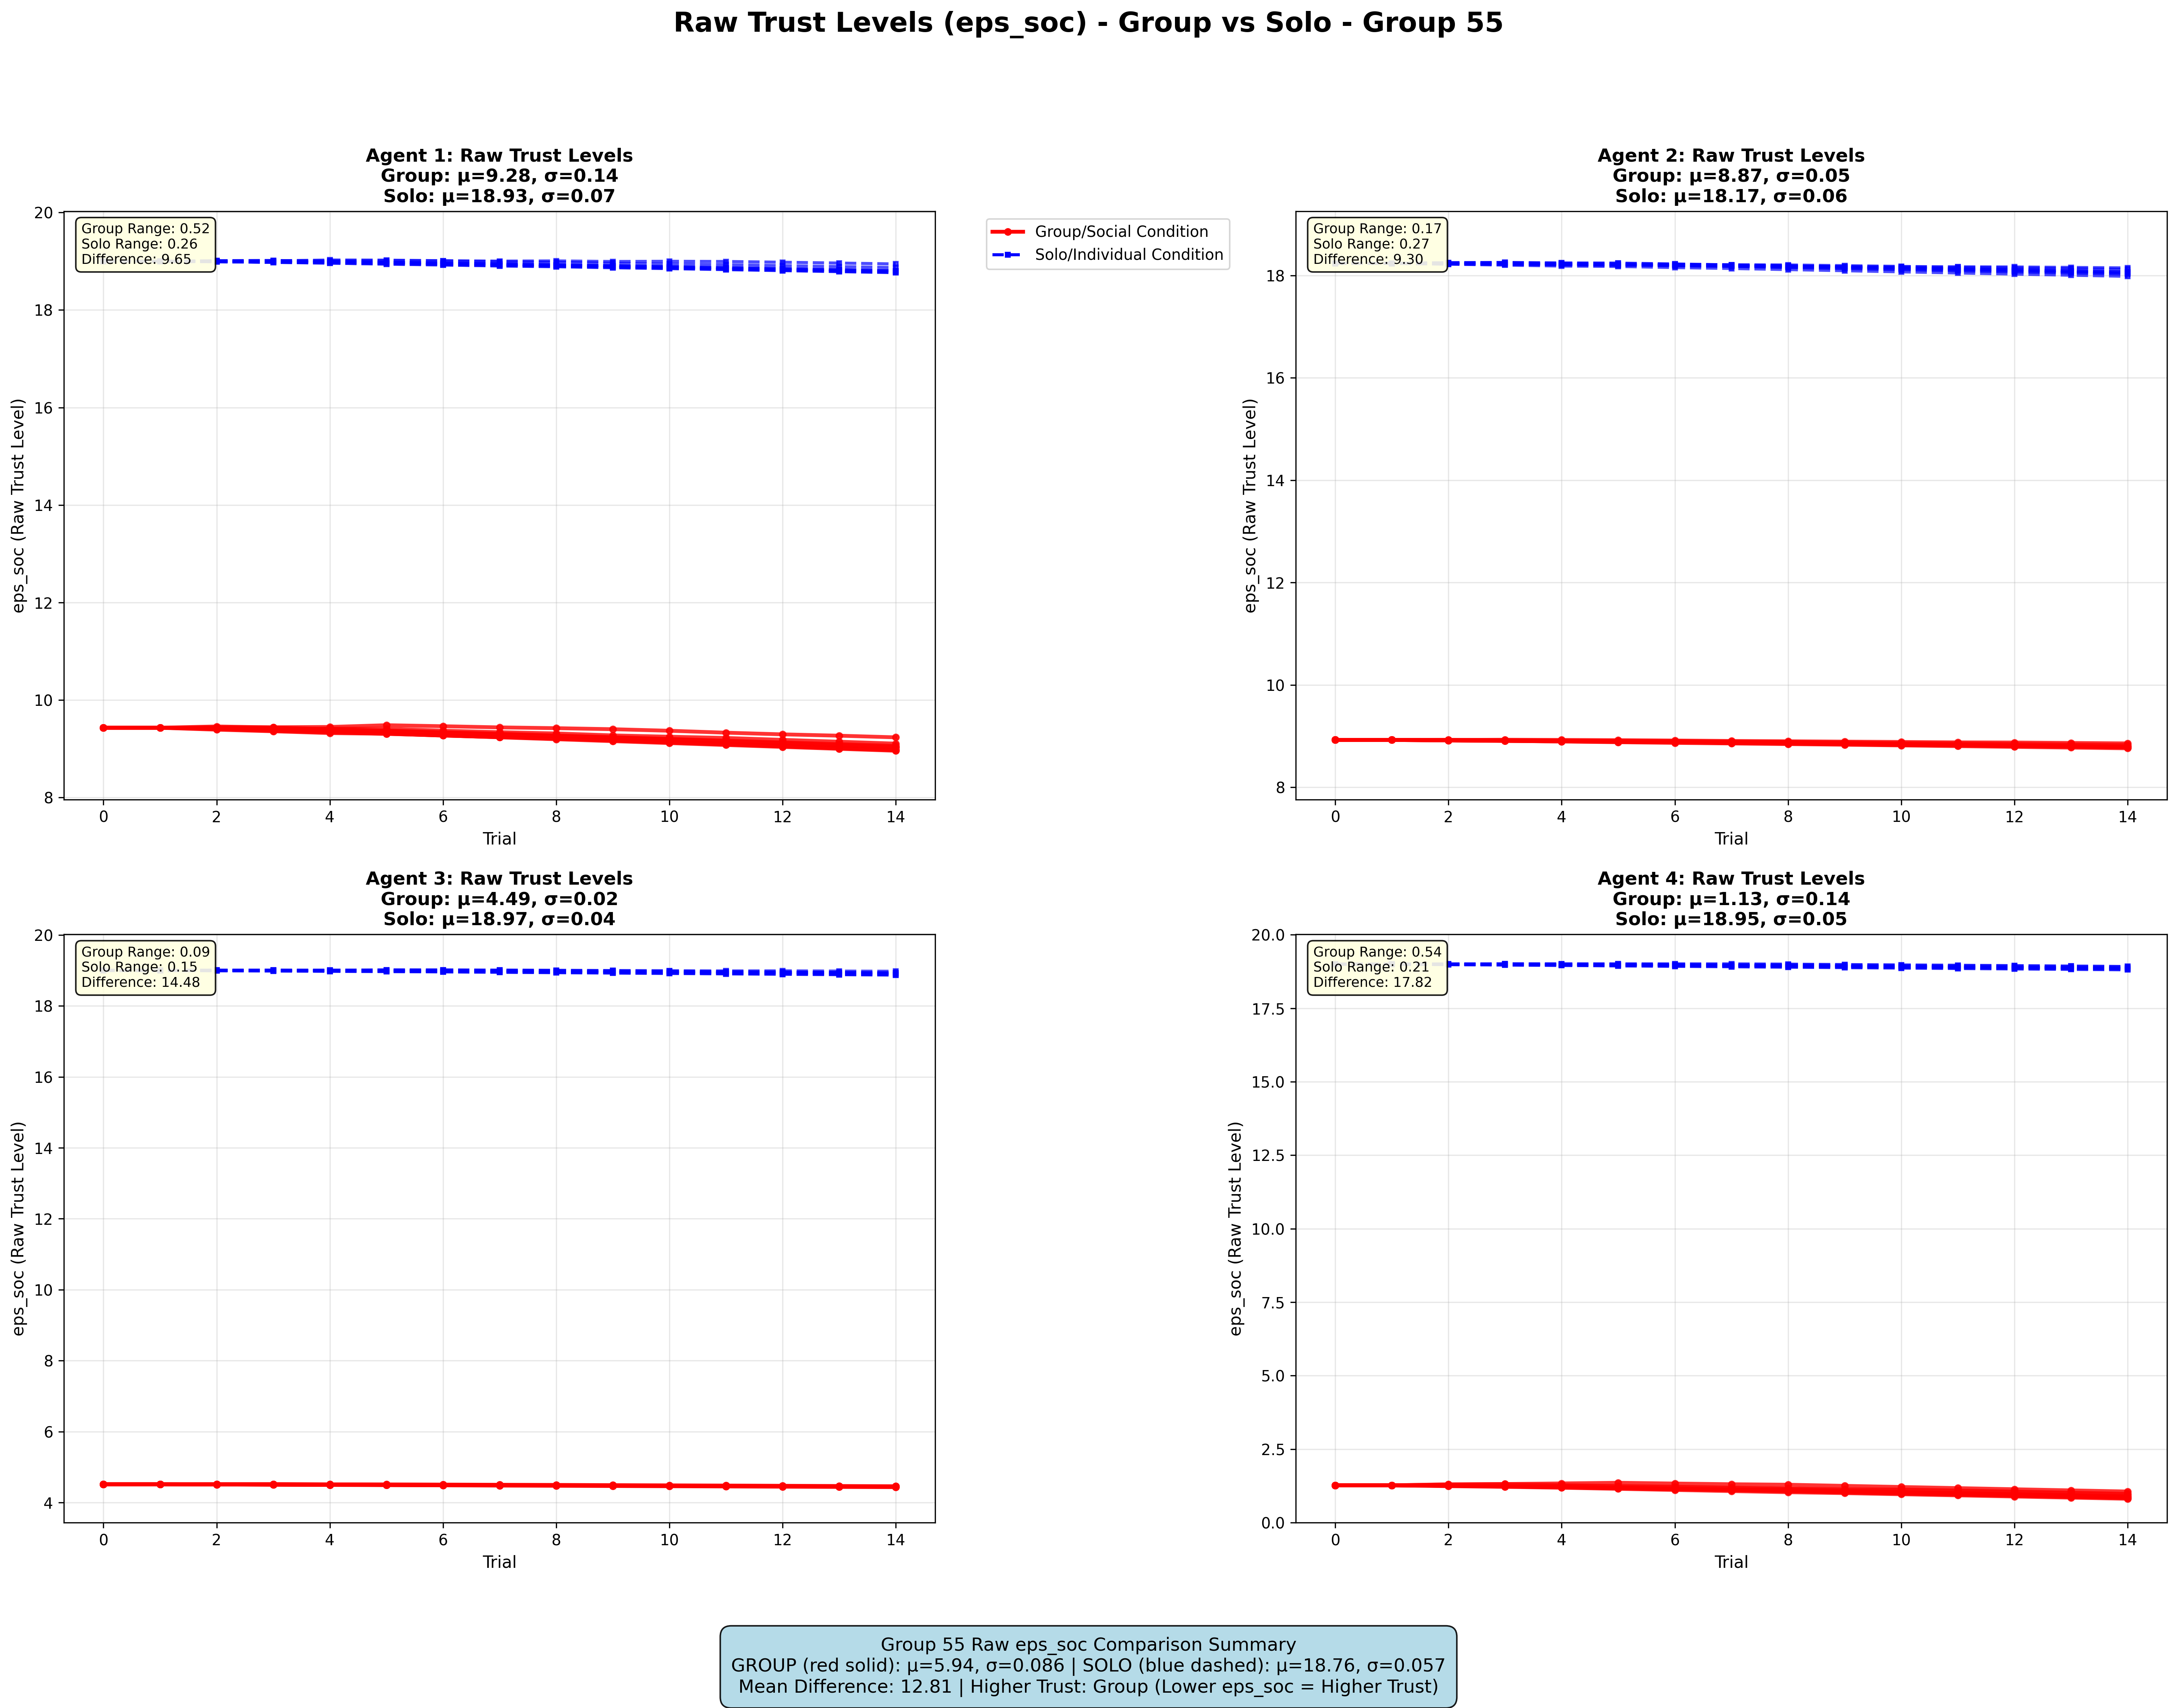 Raw Trust Levels (eps_soc) - Group vs Solo - Group 55
Agent 1: Raw Trust Levels
Group: μ=9.28, σ=0.14
Solo: μ=18.93, σ=0.07
Group Range: 0.52
Solo Range: 0.26
Difference: 9.65
20
18
16
14
12
10
8
eps_soc (Raw Trust Level)
0 2 4 6 8 10 12 14
Trial
Group/Social Condition
Solo/Individual Condition
Agent 2: Raw Trust Levels
Group: μ=8.87, σ=0.05
Solo: μ=18.17, σ=0.06
Group Range: 0.17
Solo Range: 0.27
Difference: 9.30
18
16
14
12
10
8
eps_soc (Raw Trust Level)
0 2 4 6 8 10 12 14
Trial
Agent 3: Raw Trust Levels
Group: μ=4.49, σ=0.02
Solo: μ=18.97, σ=0.04
Group Range: 0.09
Solo Range: 0.15
Difference: 14.48
20
18
16
14
12
10
8
6
4
eps_soc (Raw Trust Level)
0 2 4 6 8 10 12 14
Trial
Agent 4: Raw Trust Levels
Group: μ=1.13, σ=0.14
Solo: μ=18.95, σ=0.05
Group Range: 0.54
Solo Range: 0.21
Difference: 17.82
20.0
17.5
15.0
12.5
10.0
7.5
5.0
2.5
0.0
eps_soc (Raw Trust Level)
0 2 4 6 8 10 12 14
Trial
Group 55 Raw eps_soc Comparison Summary
GROUP (red solid): μ=5.94, σ=0.086 | SOLO (blue dashed): μ=18.76, σ=0.057
Mean Difference: 12.81 | Higher Trust: Group (Lower eps_soc = Higher Trust)